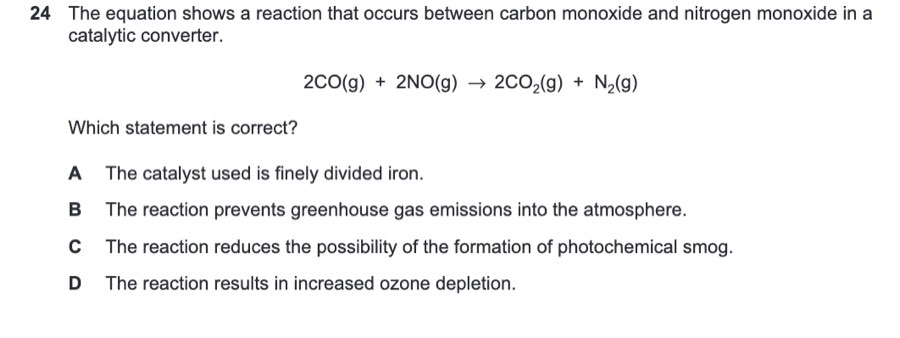 24 The equation shows a reaction that occurs between carbon monoxide and nitrogen monoxide in a
catalytic converter.
2CO(g) + 2NO(g) → 2CO₂(g) + N₂(g)
Which statement is correct?
A The catalyst used is finely divided iron.
B The reaction prevents greenhouse gas emissions into the atmosphere.
C The reaction reduces the possibility of the formation of photochemical smog.
D The reaction results in increased ozone depletion.